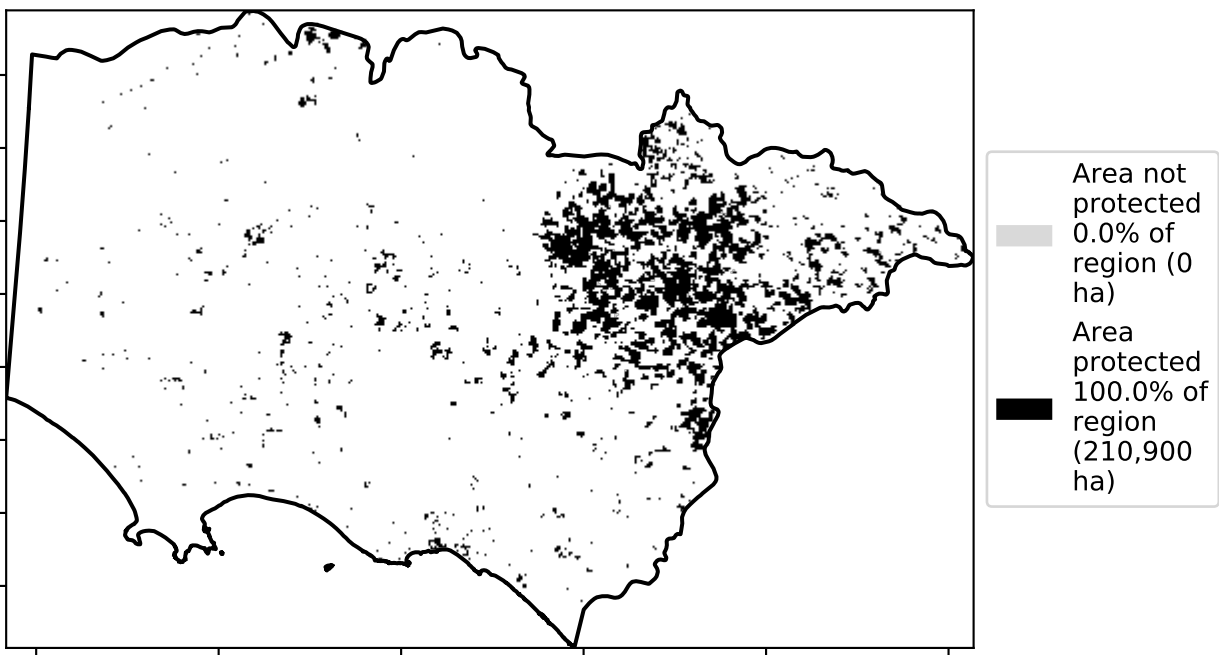 Area not
protected
0.0% of
region (0
ha)
Area
protected
100.0% of
region
(210,900
ha)